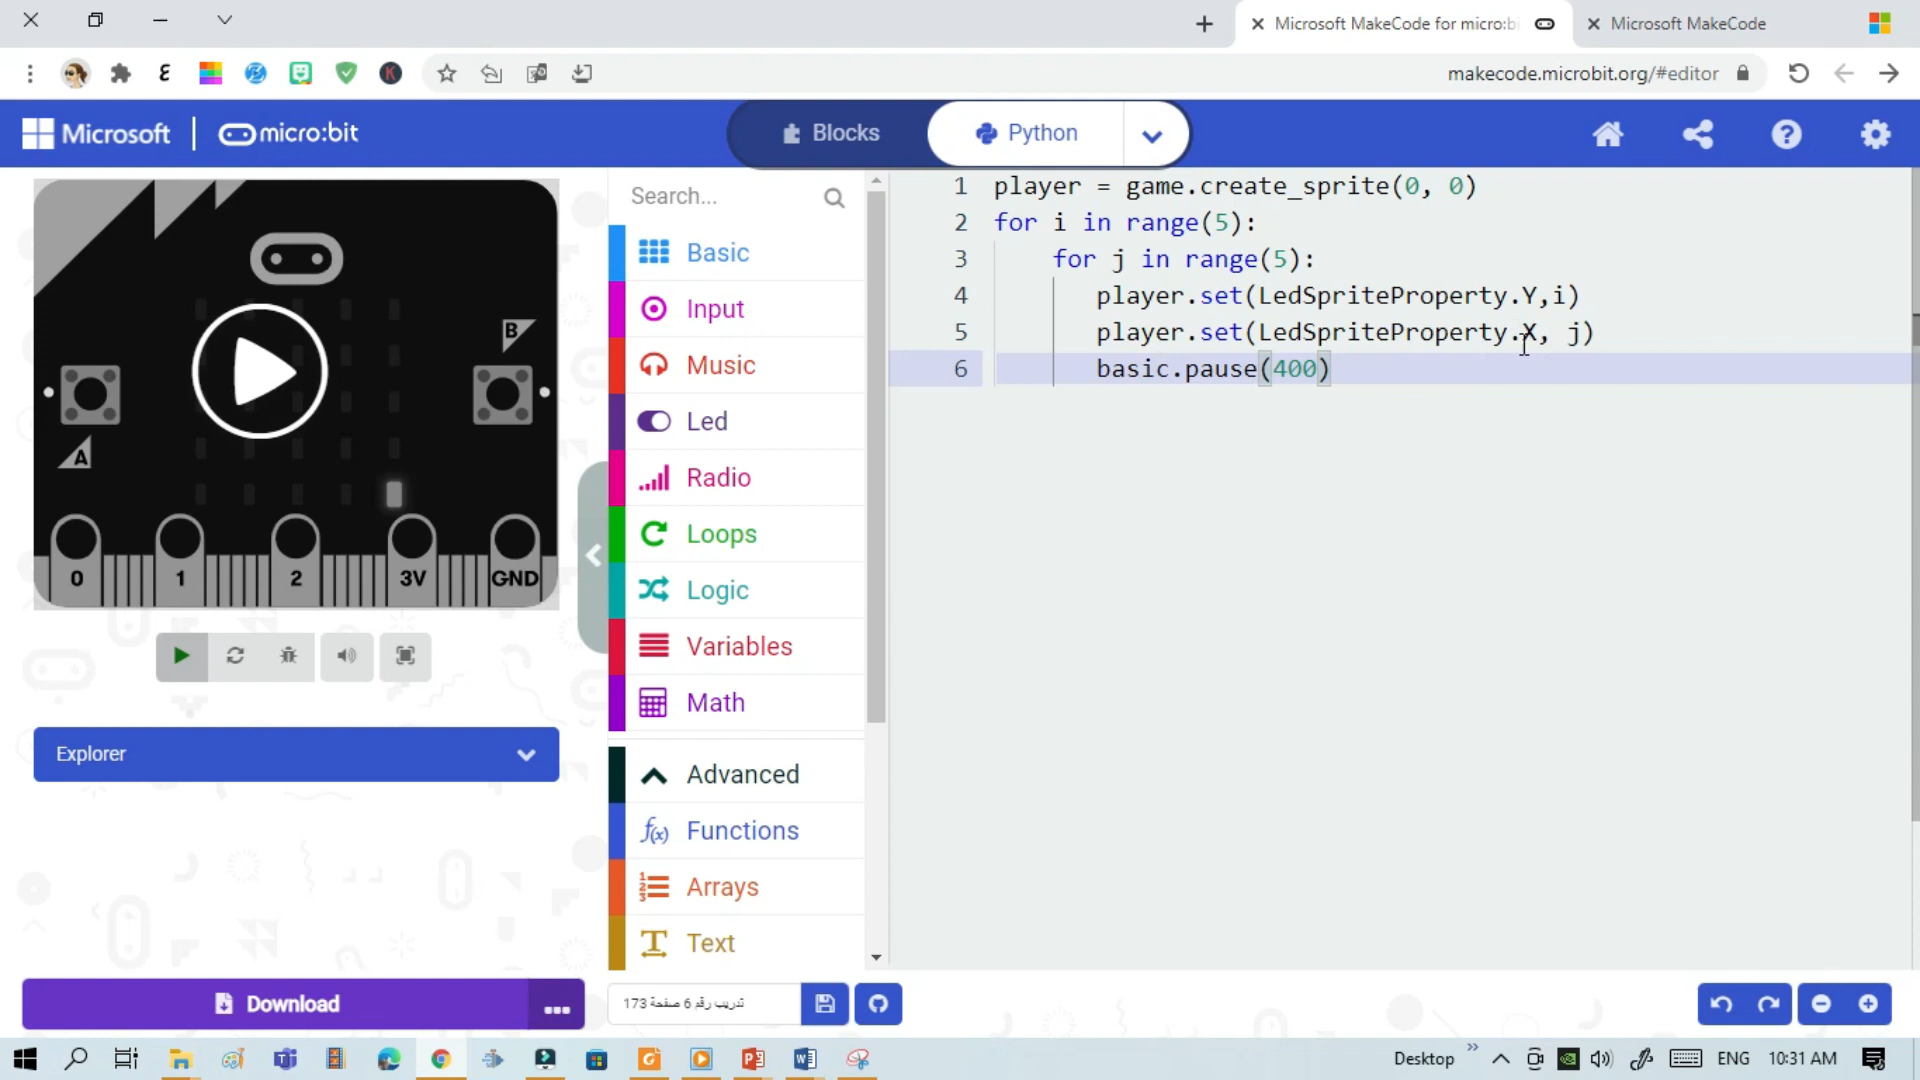 Microsoft MakeCode for micro:bi
Microsoft MakeCode
makecode.microbit.org/#editor
Microsoft
micro:bit
Blocks
Python
Search...
Basic
Input
Music
Led
Radio
Loops
Logic
Variables
Math
Advanced
Functions
Arrays
Text
1 player = game.create_sprite(0, 0)
2 for i in range(5):
3 for j in range(5):
4 player.set(LedSpriteProperty.Y,i)
5 player.set(LedSpriteProperty.X, j)
6 basic.pause(400)
B
A
0 1 2 3V GND
Explorer
Download
تدريب رقم 6 صفحة 173
Desktop
ENG
10:31 AM